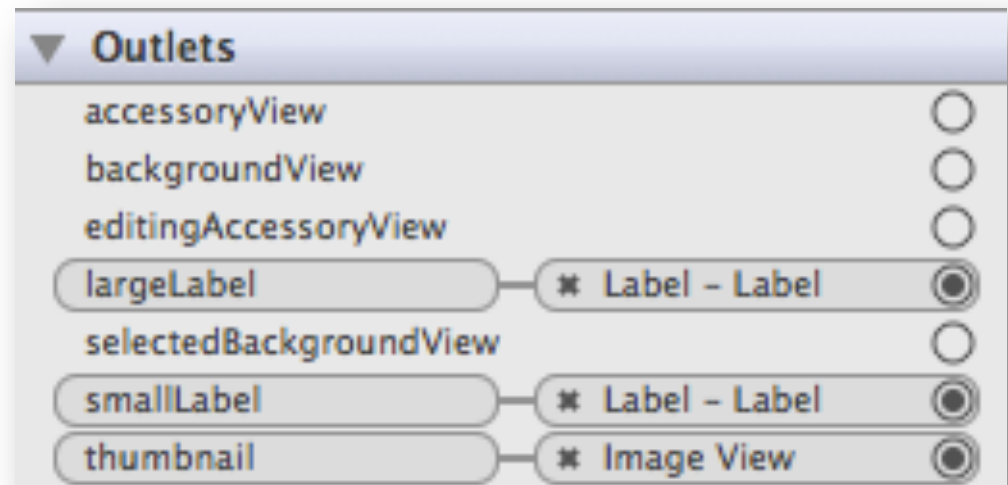 Outlets
accessoryView
backgroundView
editingAccessoryView
largeLabel Label – Label
selectedBackgroundView
smallLabel Label – Label
thumbnail Image View